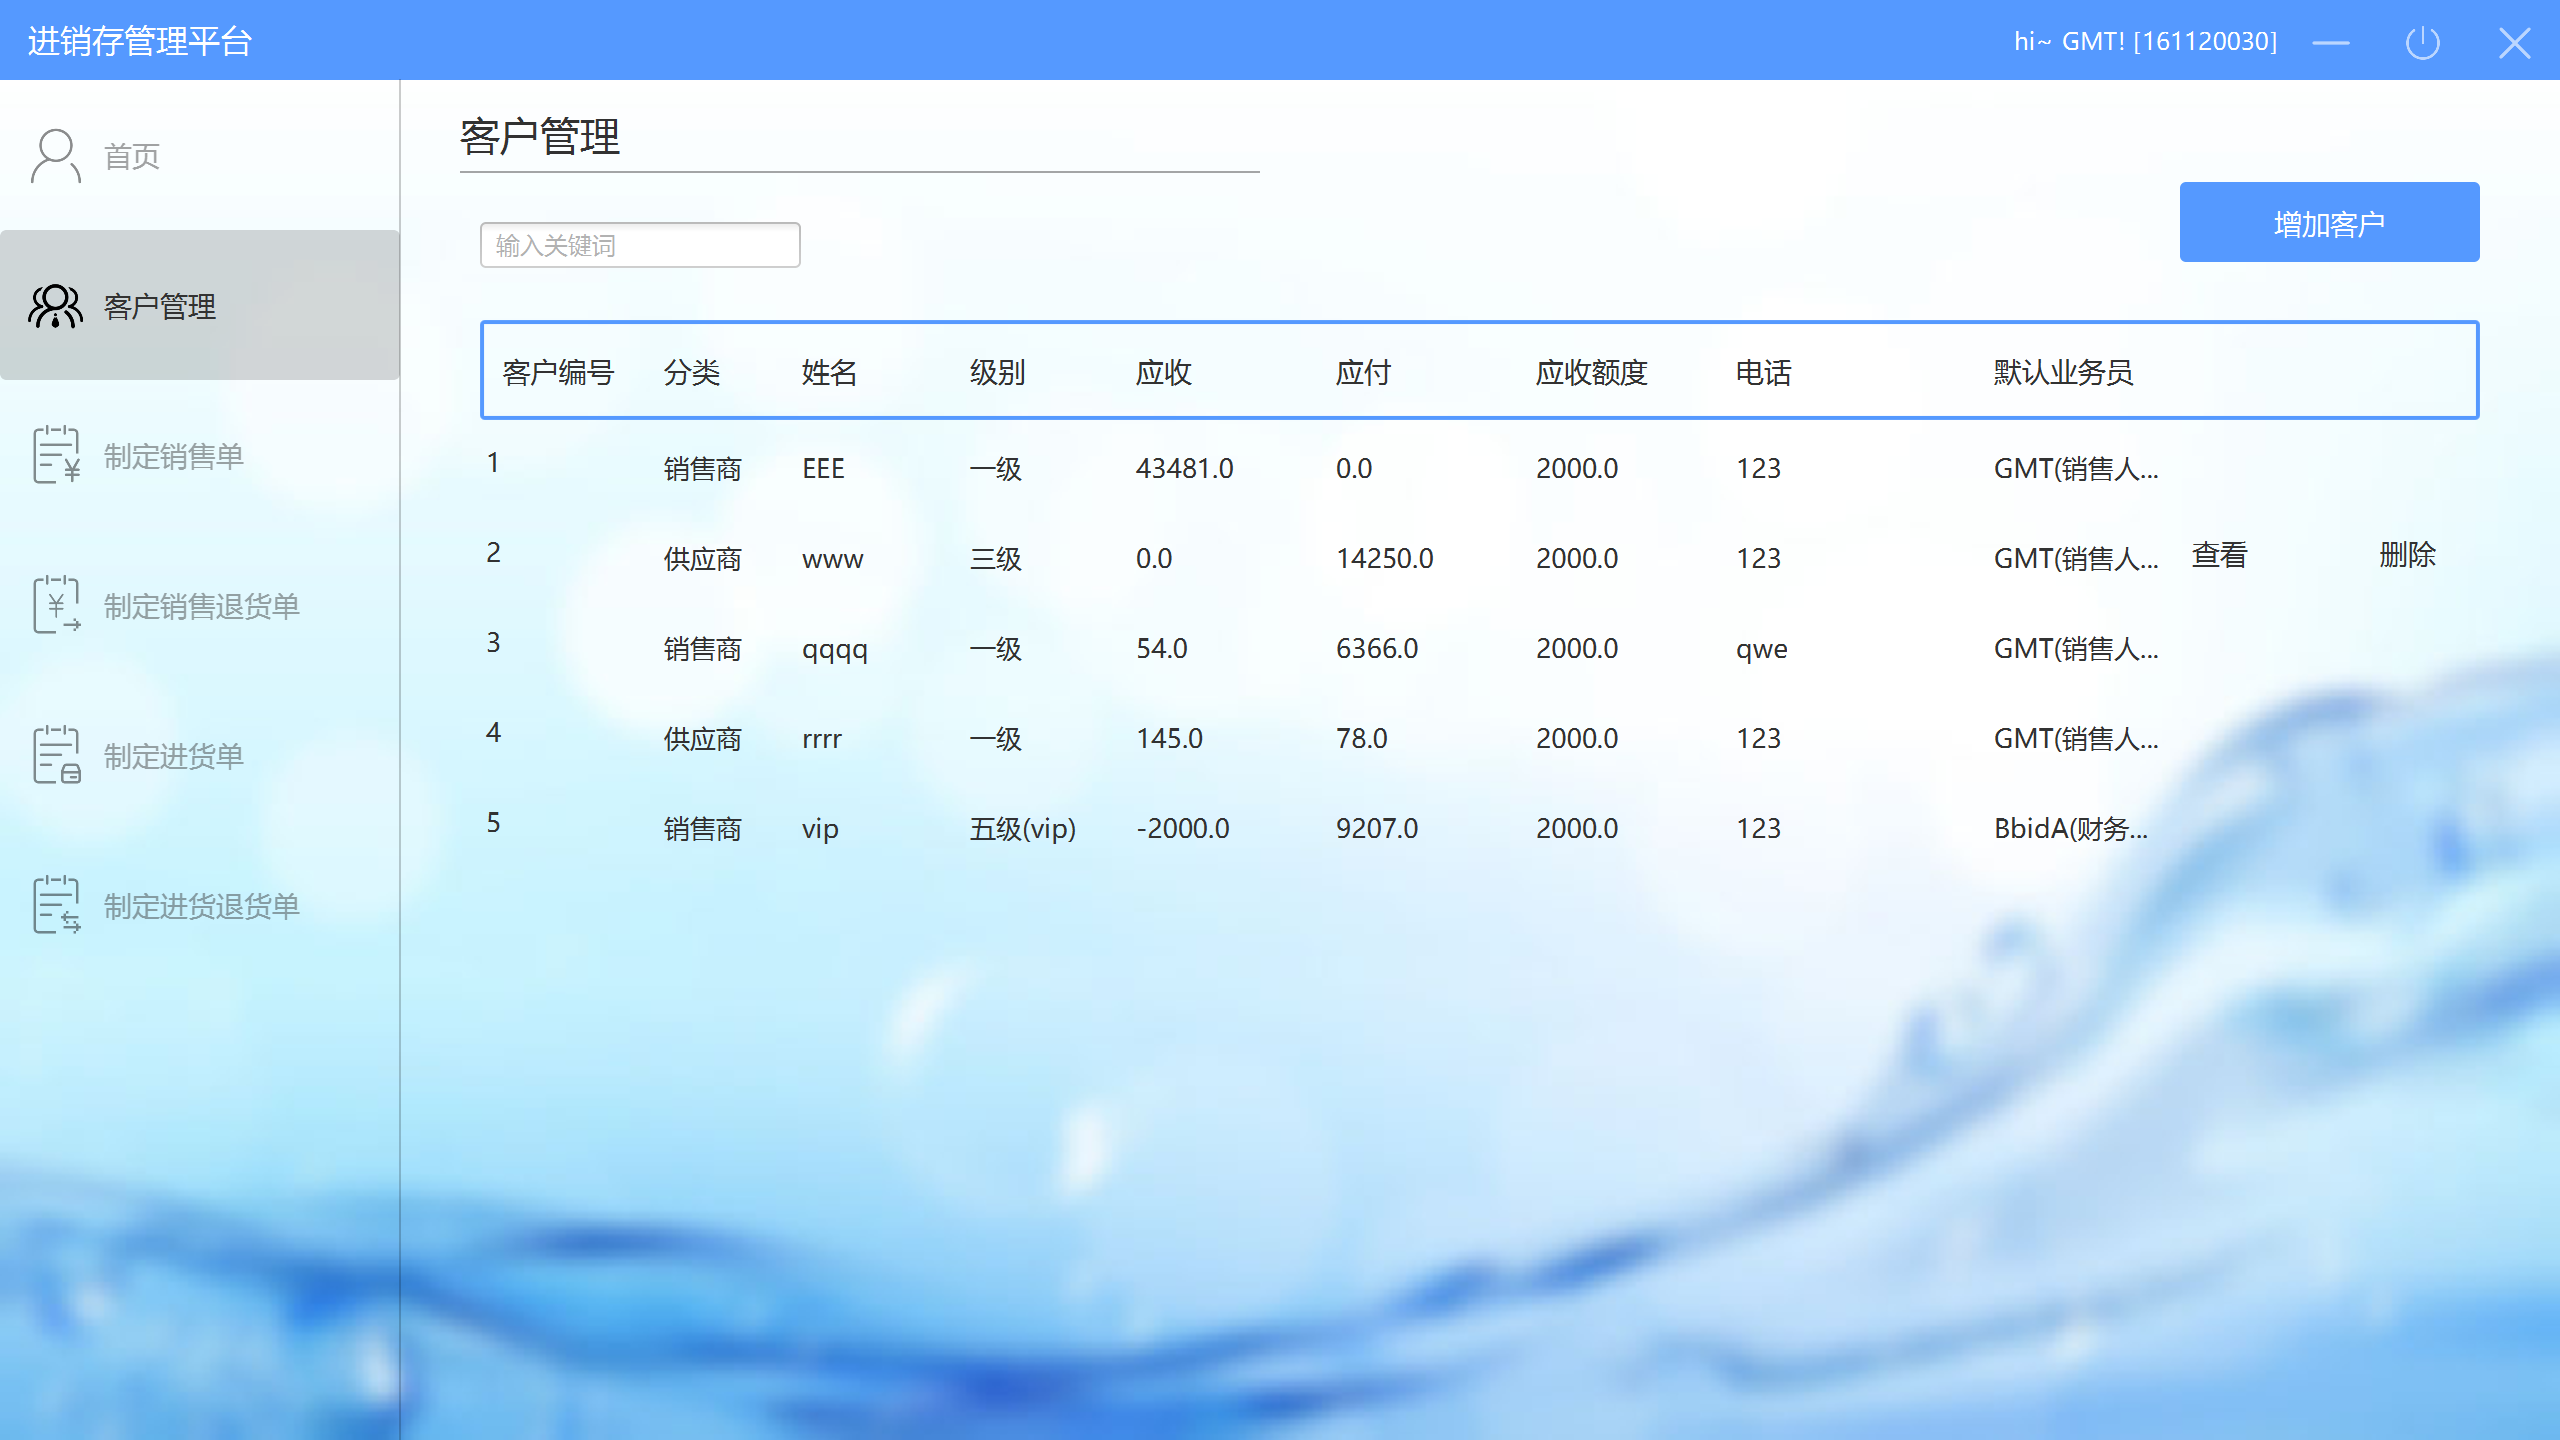 进销存管理平台
hi~ GMT! [161120030]
首页
客户管理
制定销售单
制定销售退货单
制定进货单
制定进货退货单
客户管理
输入关键词
增加客户
客户编号 分类 姓名 级别 应收 应付 应收额度 电话 默认业务员
1 销售商 EEE 一级 43481.0 0.0 2000.0 123 GMT(销售人...
2 供应商 www 三级 0.0 14250.0 2000.0 123 GMT(销售人... 查看 删除
3 销售商 qqqq 一级 54.0 6366.0 2000.0 qwe GMT(销售人...
4 供应商 rrrr 一级 145.0 78.0 2000.0 123 GMT(销售人...
5 销售商 vip 五级(vip) -2000.0 9207.0 2000.0 123 BbidA(财务...